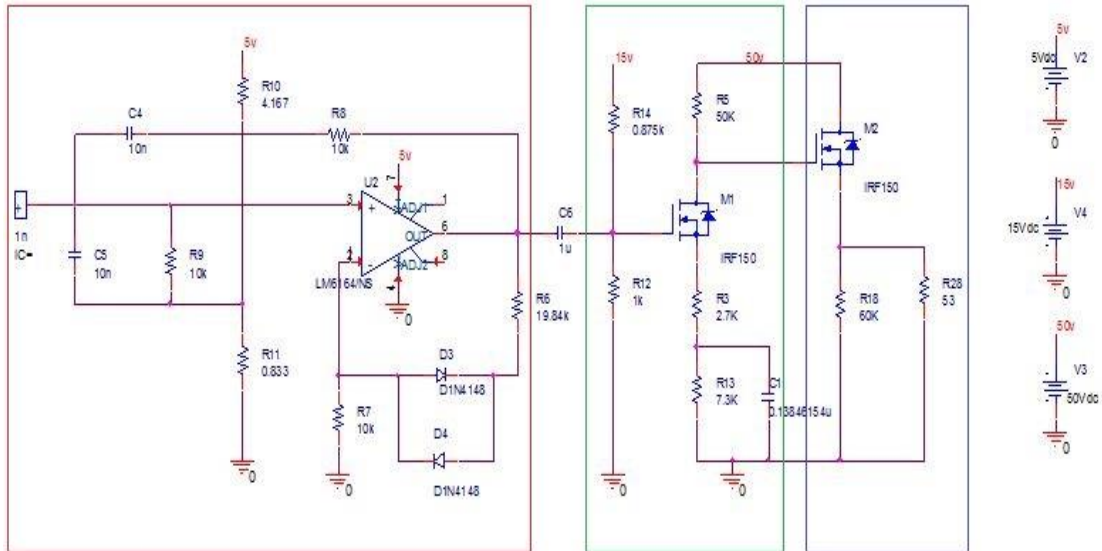 5v
R10
4.167
C4
10n
R8
10k
5v
U2
7
3
+
ADJ1
1
OUT
6
2
-
ADJ2
8
4
LM6164/NS
0
1n
IC=
C5
10n
R9
10k
R6
19.84k
R11
0.833
D3
D1N4148
R7
10k
D4
D1N4148
0
0
C6
1u
15v
R14
0.875k
R12
1k
0
50v
R5
50K
M1
IRF150
R3
2.7K
R13
7.3K
C1
0.13846154u
0
M2
IRF150
R18
60K
R28
53
5v
5Vdc
V2
0
15v
15Vdc
V4
0
50v
V3
50Vdc
0